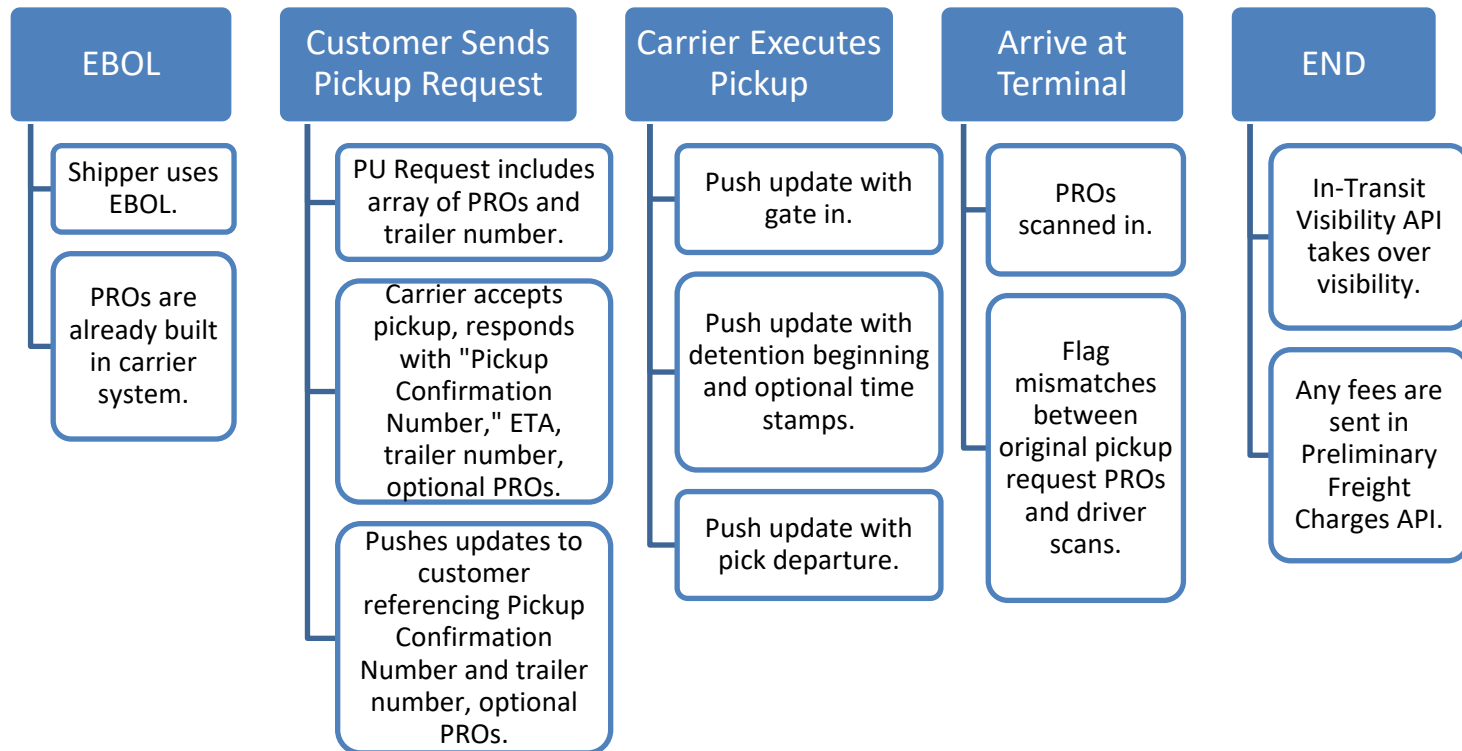 EBOL
Shipper uses
EBOL.
PROs are
already built
in carrier
system.
Customer Sends
Pickup Request
PU Request includes
array of PROs and
trailer number.
Carrier accepts
pickup, responds
with "Pickup
Confirmation
Number," ETA,
trailer number,
optional PROs.
Pushes updates to
customer
referencing Pickup
Confirmation
Number and trailer
number, optional
PROs.
Carrier Executes
Pickup
Push update with
gate in.
Push update with
detention beginning
and optional time
stamps.
Push update with
pick departure.
Arrive at
Terminal
PROs
scanned in.
Flag
mismatches
between
original pickup
request PROs
and driver
scans.
END
In-Transit
Visibility API
takes over
visibility.
Any fees are
sent in
Preliminary
Freight
Charges API.